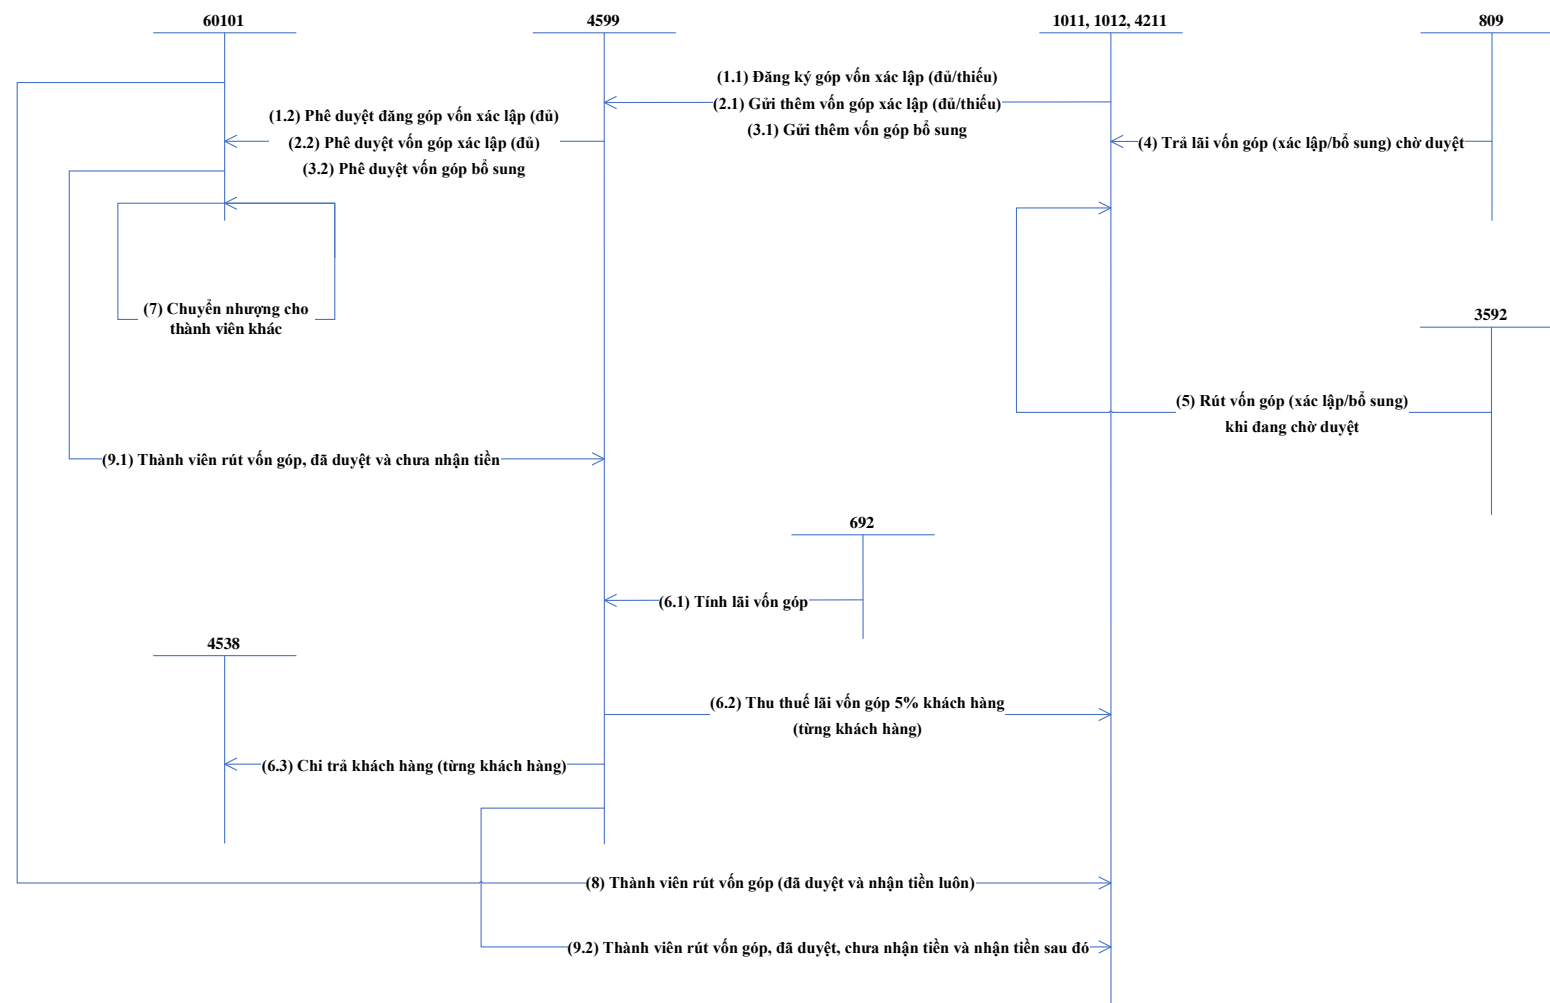 60101
4599
1011, 1012, 4211
809
(1.1) Đăng ký góp vốn xác lập (đủ/thiếu)
(2.1) Gửi thêm vốn góp xác lập (đủ/thiếu)
(3.1) Gửi thêm vốn góp bổ sung
(1.2) Phê duyệt đăng góp vốn xác lập (đủ)
(2.2) Phê duyệt vốn góp xác lập (đủ)
(3.2) Phê duyệt vốn góp bổ sung
(4) Trả lãi vốn góp (xác lập/bổ sung) chờ duyệt
(7) Chuyển nhượng cho
thành viên khác
3592
(5) Rút vốn góp (xác lập/bổ sung)
khi đang chờ duyệt
(9.1) Thành viên rút vốn góp, đã duyệt và chưa nhận tiền
692
(6.1) Tính lãi vốn góp
4538
(6.2) Thu thuế lãi vốn góp 5% khách hàng
(từng khách hàng)
(6.3) Chi trả khách hàng (từng khách hàng)
(8) Thành viên rút vốn góp (đã duyệt và nhận tiền luôn)
(9.2) Thành viên rút vốn góp, đã duyệt, chưa nhận tiền và nhận tiền sau đó